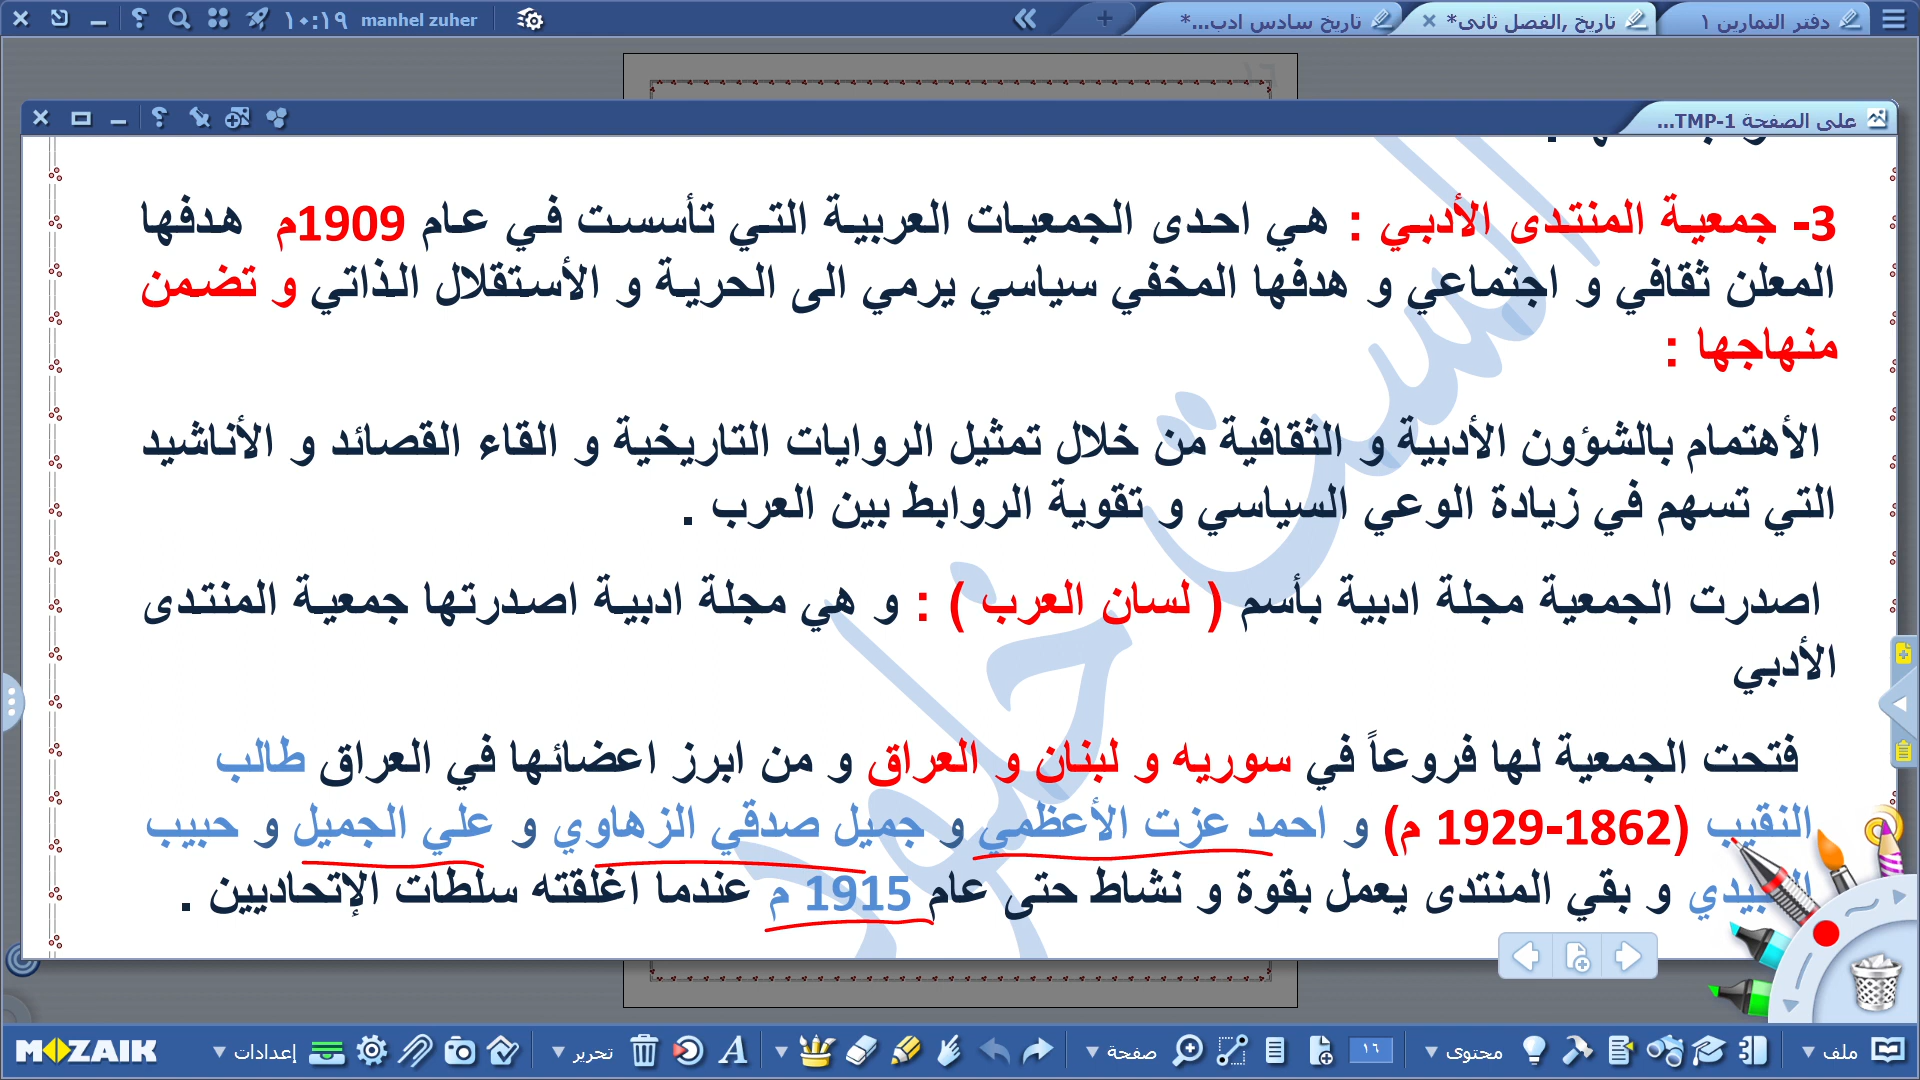 manhel zuher
١٠:١٩
دفتر التمارين ١
تاريخ ,الفصل ثانى*
تاريخ سادس ادب...*
على الصفحة TMP-1...
3- جمعية المنتدى الأدبي : هي احدى الجمعيات العربية التي تأسست في عام 1909م هدفها
المعلن ثقافي و اجتماعي و هدفها المخفي سياسي يرمي الى الحرية و الأستقلال الذاتي و تضمن
منهاجها :
الأهتمام بالشؤون الأدبية و الثقافية من خلال تمثيل الروايات التاريخية و القاء القصائد و الأناشيد
التي تسهم في زيادة الوعي السياسي و تقوية الروابط بين العرب .
اصدرت الجمعية مجلة ادبية بأسم ( لسان العرب ) : و هي مجلة ادبية اصدرتها جمعية المنتدى
الأدبي
فتحت الجمعية لها فروعاً في سوريه و لبنان و العراق و من ابرز اعضائها في العراق طالب
النقيب (1862-1929 م) و احمد عزت الأعظمي و جميل صدقي الزهاوي و علي الجميل و حبيب
و بقي المنتدى يعمل بقوة و نشاط حتى عام 1915 م عندما اغلقته سلطات الإتحاديين .
ملف
محتوى
١٦
صفحة
تحرير
إعدادات
MOZAIK